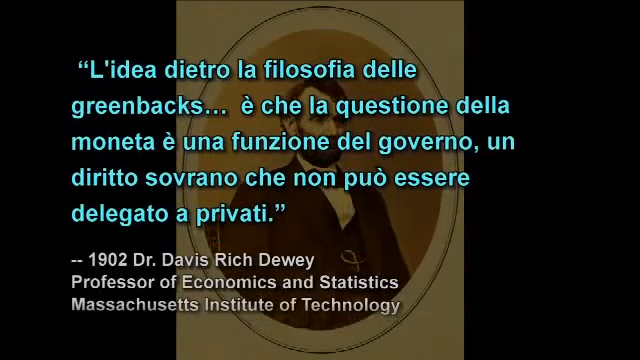 “L'idea dietro la filosofia delle
greenbacks… è che la questione della
moneta è una funzione del governo, un
diritto sovrano che non può essere
delegato a privati.”
-- 1902 Dr. Davis Rich Dewey
Professor of Economics and Statistics
Massachusetts Institute of Technology